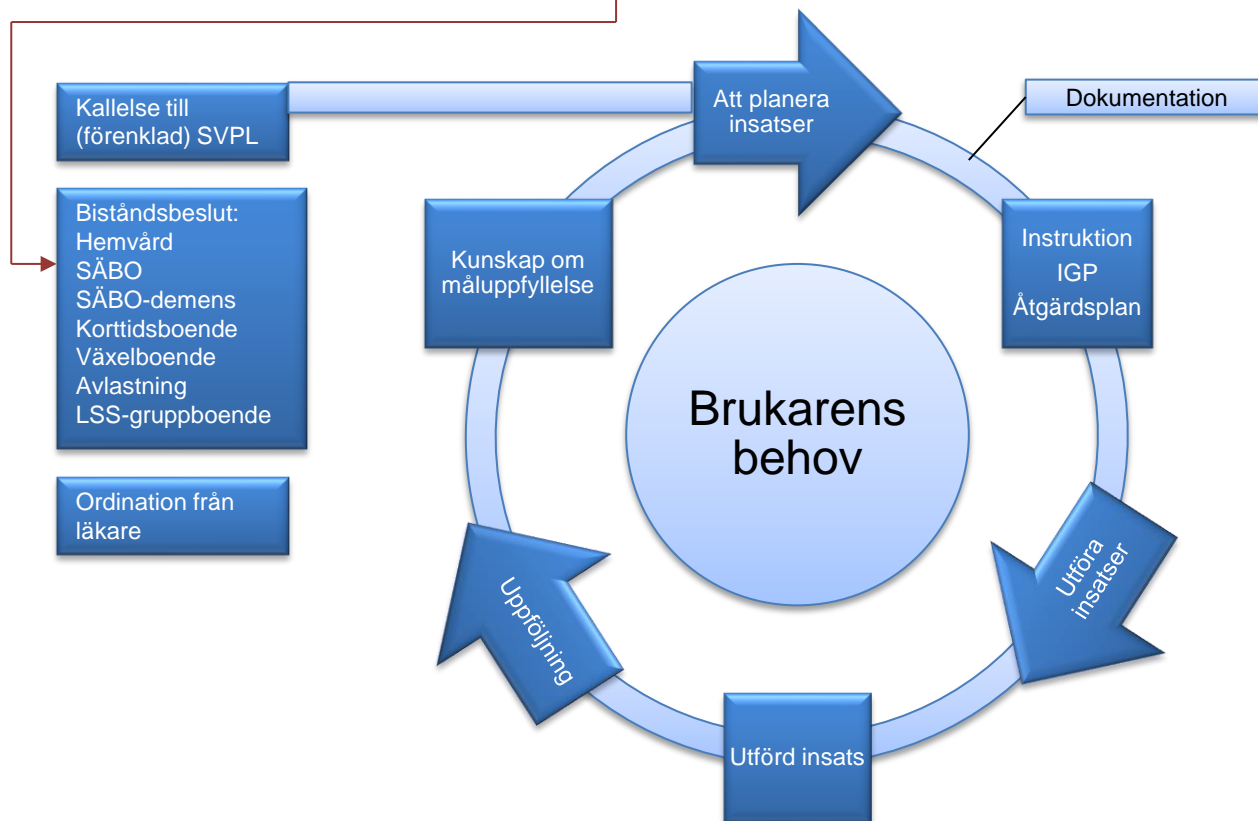 Kallelse till
(förenklad) SVPL
Att planera
insatser
Dokumentation
Biståndsbeslut:
Hemvård
SÄBO
SÄBO-demens
Korttidsboende
Växelboende
Avlastning
LSS-gruppboende
Kunskap om
måluppfyllelse
Instruktion
IGP
Åtgärdsplan
Brukarens
behov
Ordination från
läkare
Utföra
insatser
Uppföljning
Utförd insats